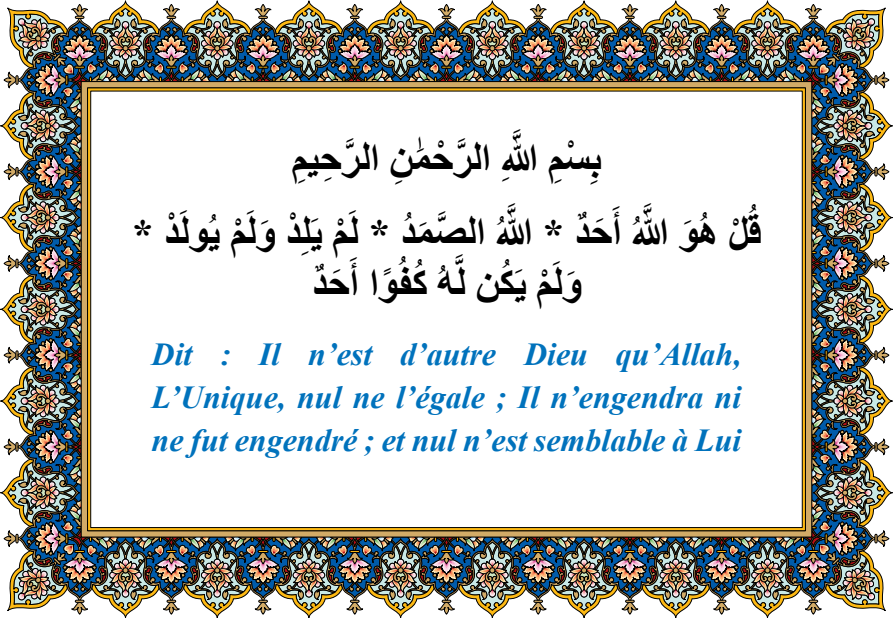 بِسْمِ اللَّهِ الرَّحْمَٰنِ الرَّحِيمِ
قُلْ هُوَ اللَّهُ أَحَدٌ * اللَّهُ الصَّمَدُ * لَمْ يَلِدْ وَلَمْ يُولَدْ *
وَلَمْ يَكُن لَّهُ كُفُوًا أَحَدٌ
Dit : Il n’est d’autre Dieu qu’Allah,
L’Unique, nul ne l’égale ; Il n’engendra ni
ne fut engendré ; et nul n’est semblable à Lui